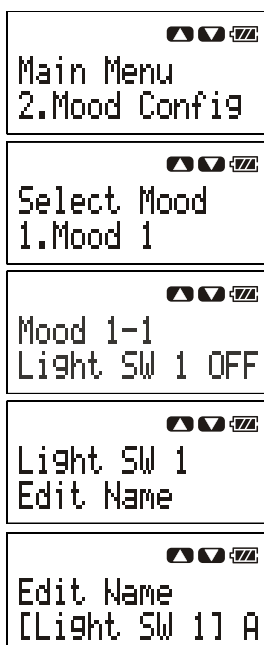 Main Menu
2.Mood Config
Select Mood
1.Mood 1
Mood 1-1
Light SW 1 OFF
Light SW 1
Edit Name
Edit Name
[Light SW 1] A